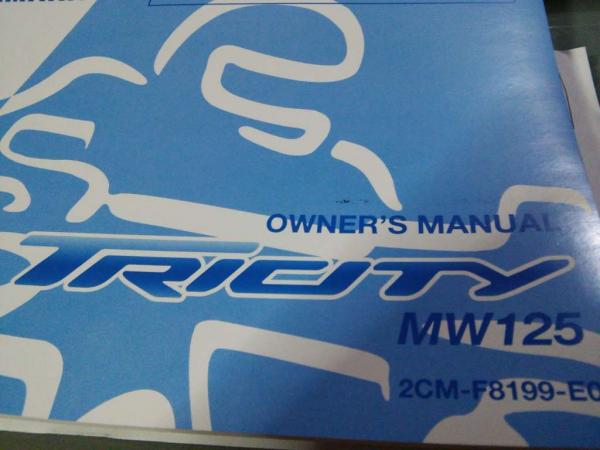 OWNER'S MANUAL
TRICITY
MW125
2CM-F8199-E0